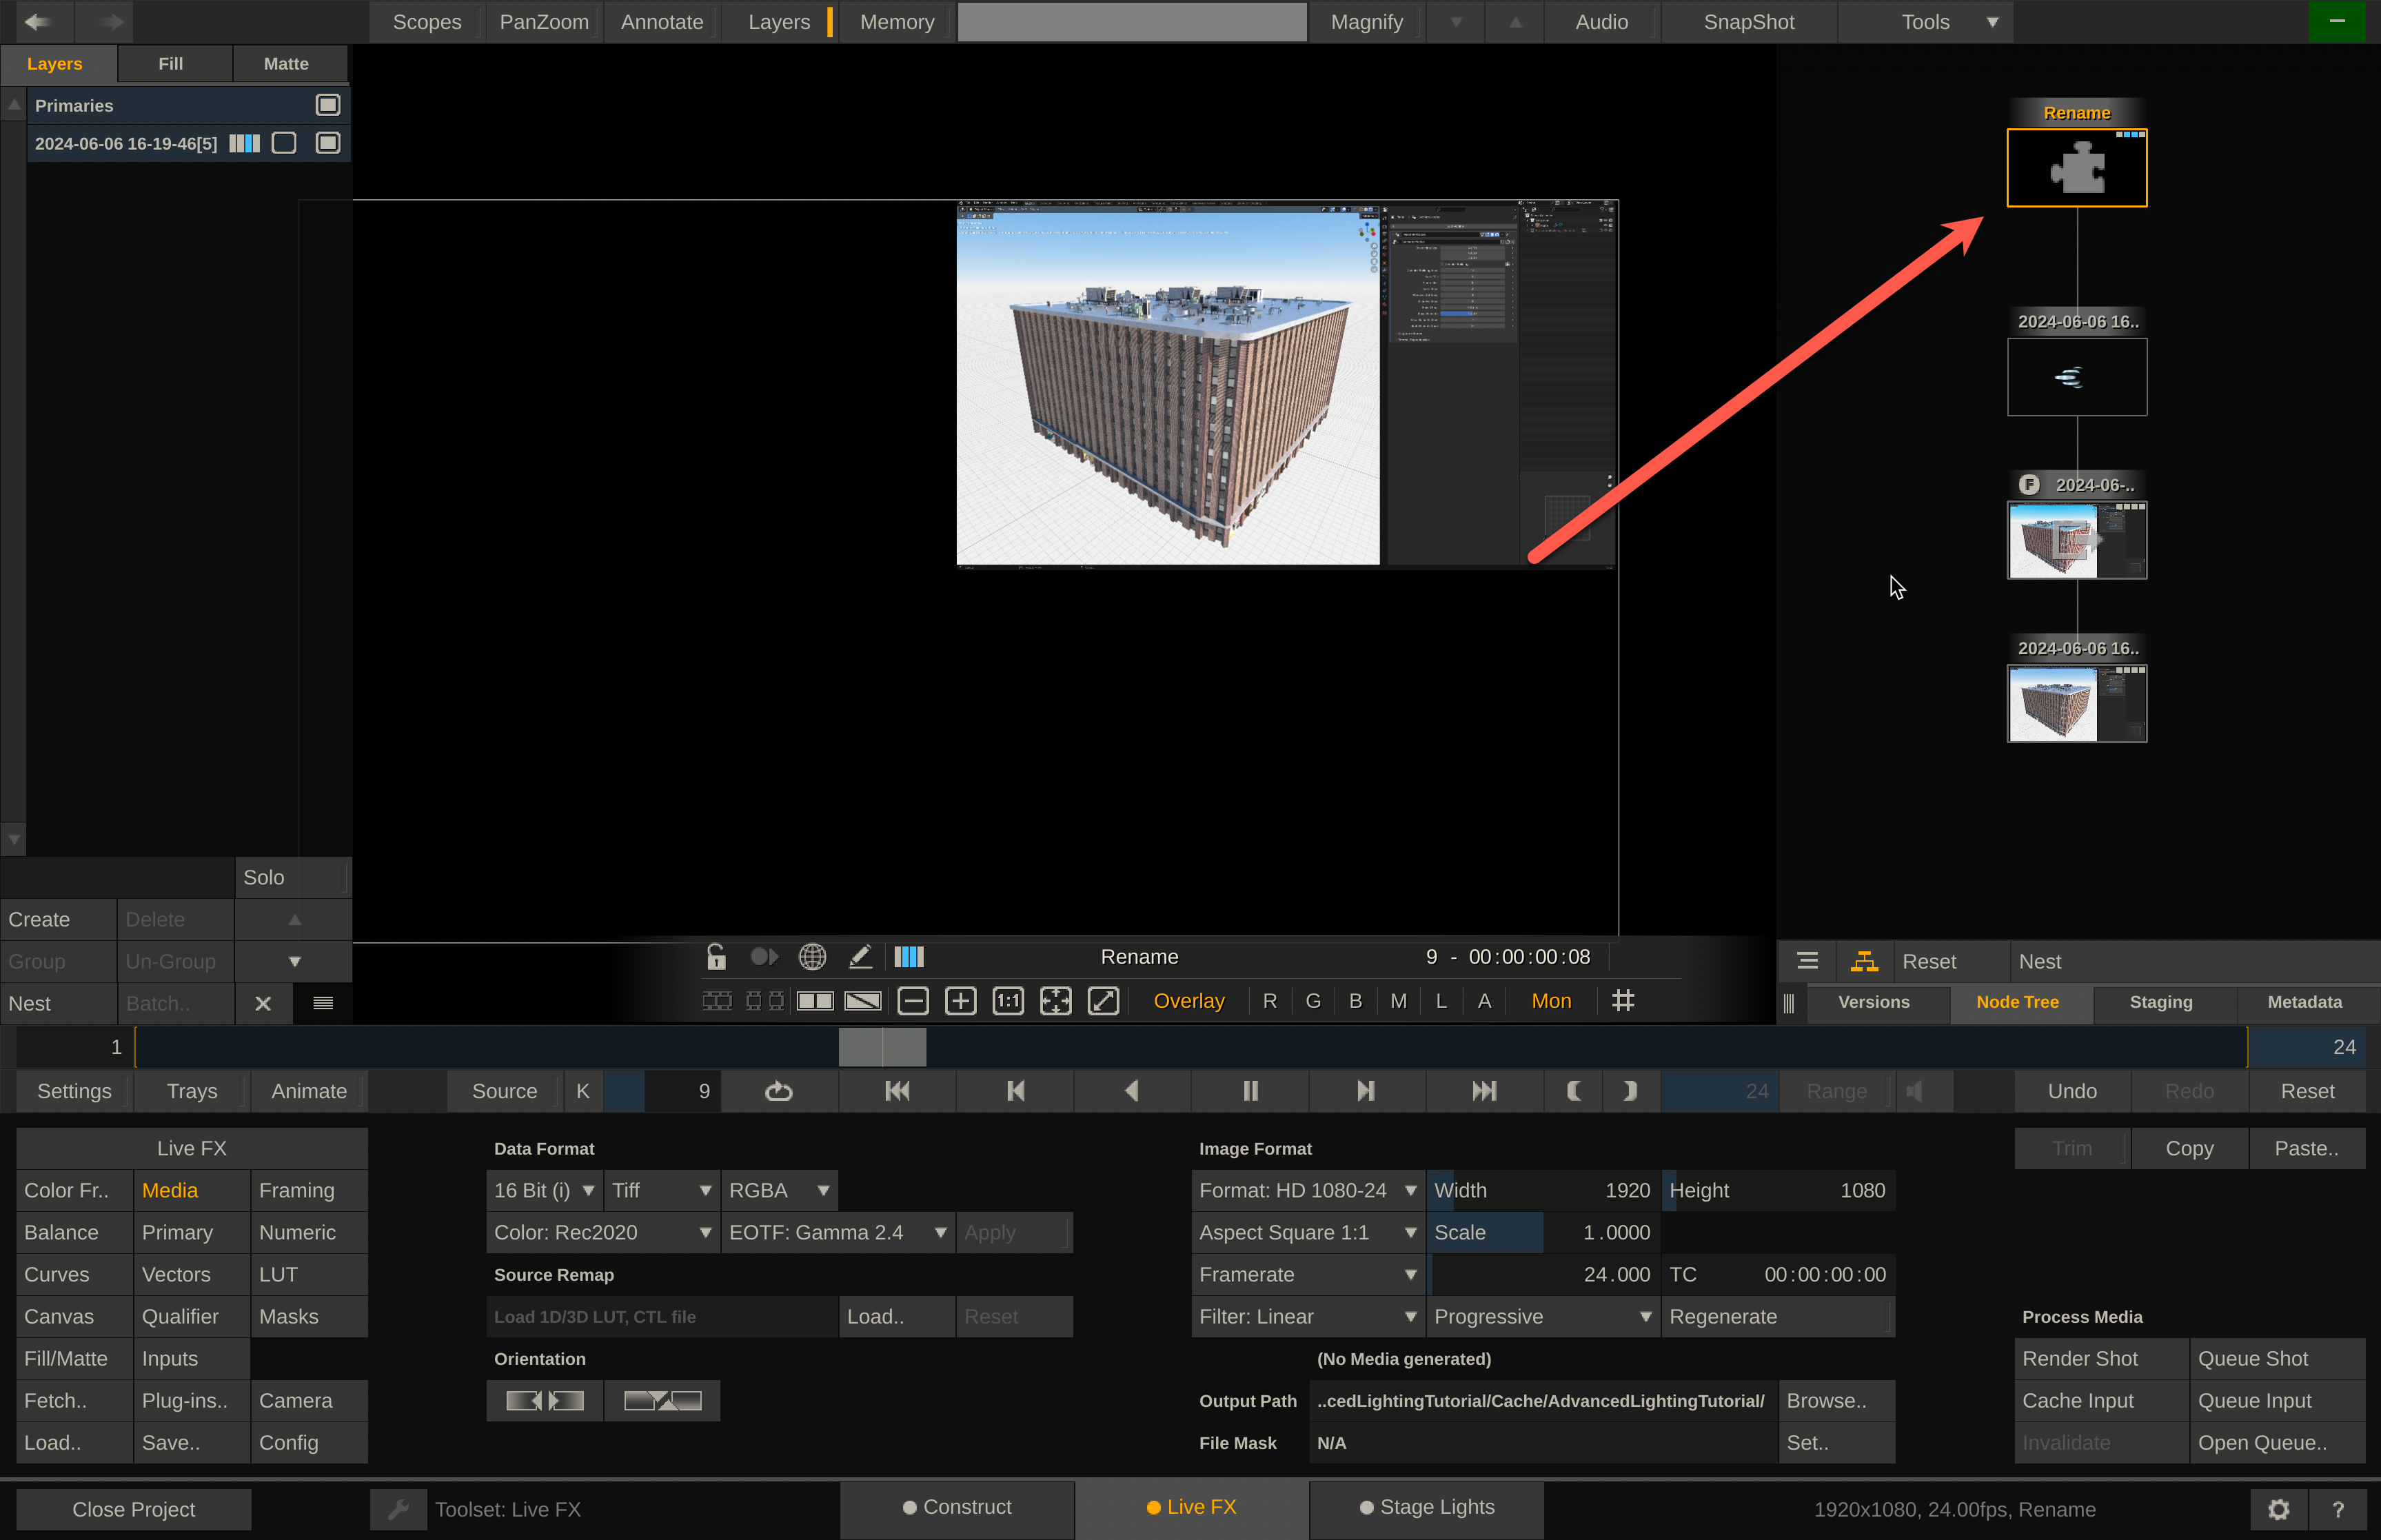 Scopes PanZoom Annotate Layers Memory Magnify Audio SnapShot Tools
Layers Fill Matte
Primaries
2024-06-06 16-19-46[5]
Rename
2024-06-06 16..
F 2024-06-..
2024-06-06 16..
Solo
Create Delete
Group Un-Group
Nest Batch..
Rename 9 - 00:00:00:08
1:1 Overlay R G B M L A Mon
Reset Nest
Versions Node Tree Staging Metadata
1 24
Settings Trays Animate Source K 9 24 Range Undo Redo Reset
Live FX
Color Fr.. Media Framing
Balance Primary Numeric
Curves Vectors LUT
Canvas Qualifier Masks
Fill/Matte Inputs
Fetch.. Plug-ins.. Camera
Load.. Save.. Config
Data Format
16 Bit (i) Tiff RGBA
Color: Rec2020 EOTF: Gamma 2.4 Apply
Source Remap
Load 1D/3D LUT, CTL file Load.. Reset
Orientation
Image Format
Format: HD 1080-24 Width 1920 Height 1080
Aspect Square 1:1 Scale 1.0000
Framerate 24.000 TC 00:00:00:00
Filter: Linear Progressive Regenerate
(No Media generated)
Output Path ..cedLightingTutorial/Cache/AdvancedLightingTutorial/ Browse..
File Mask N/A Set..
Trim Copy Paste..
Process Media
Render Shot Queue Shot
Cache Input Queue Input
Invalidate Open Queue..
Close Project Toolset: Live FX Construct Live FX Stage Lights 1920x1080, 24.00fps, Rename ?